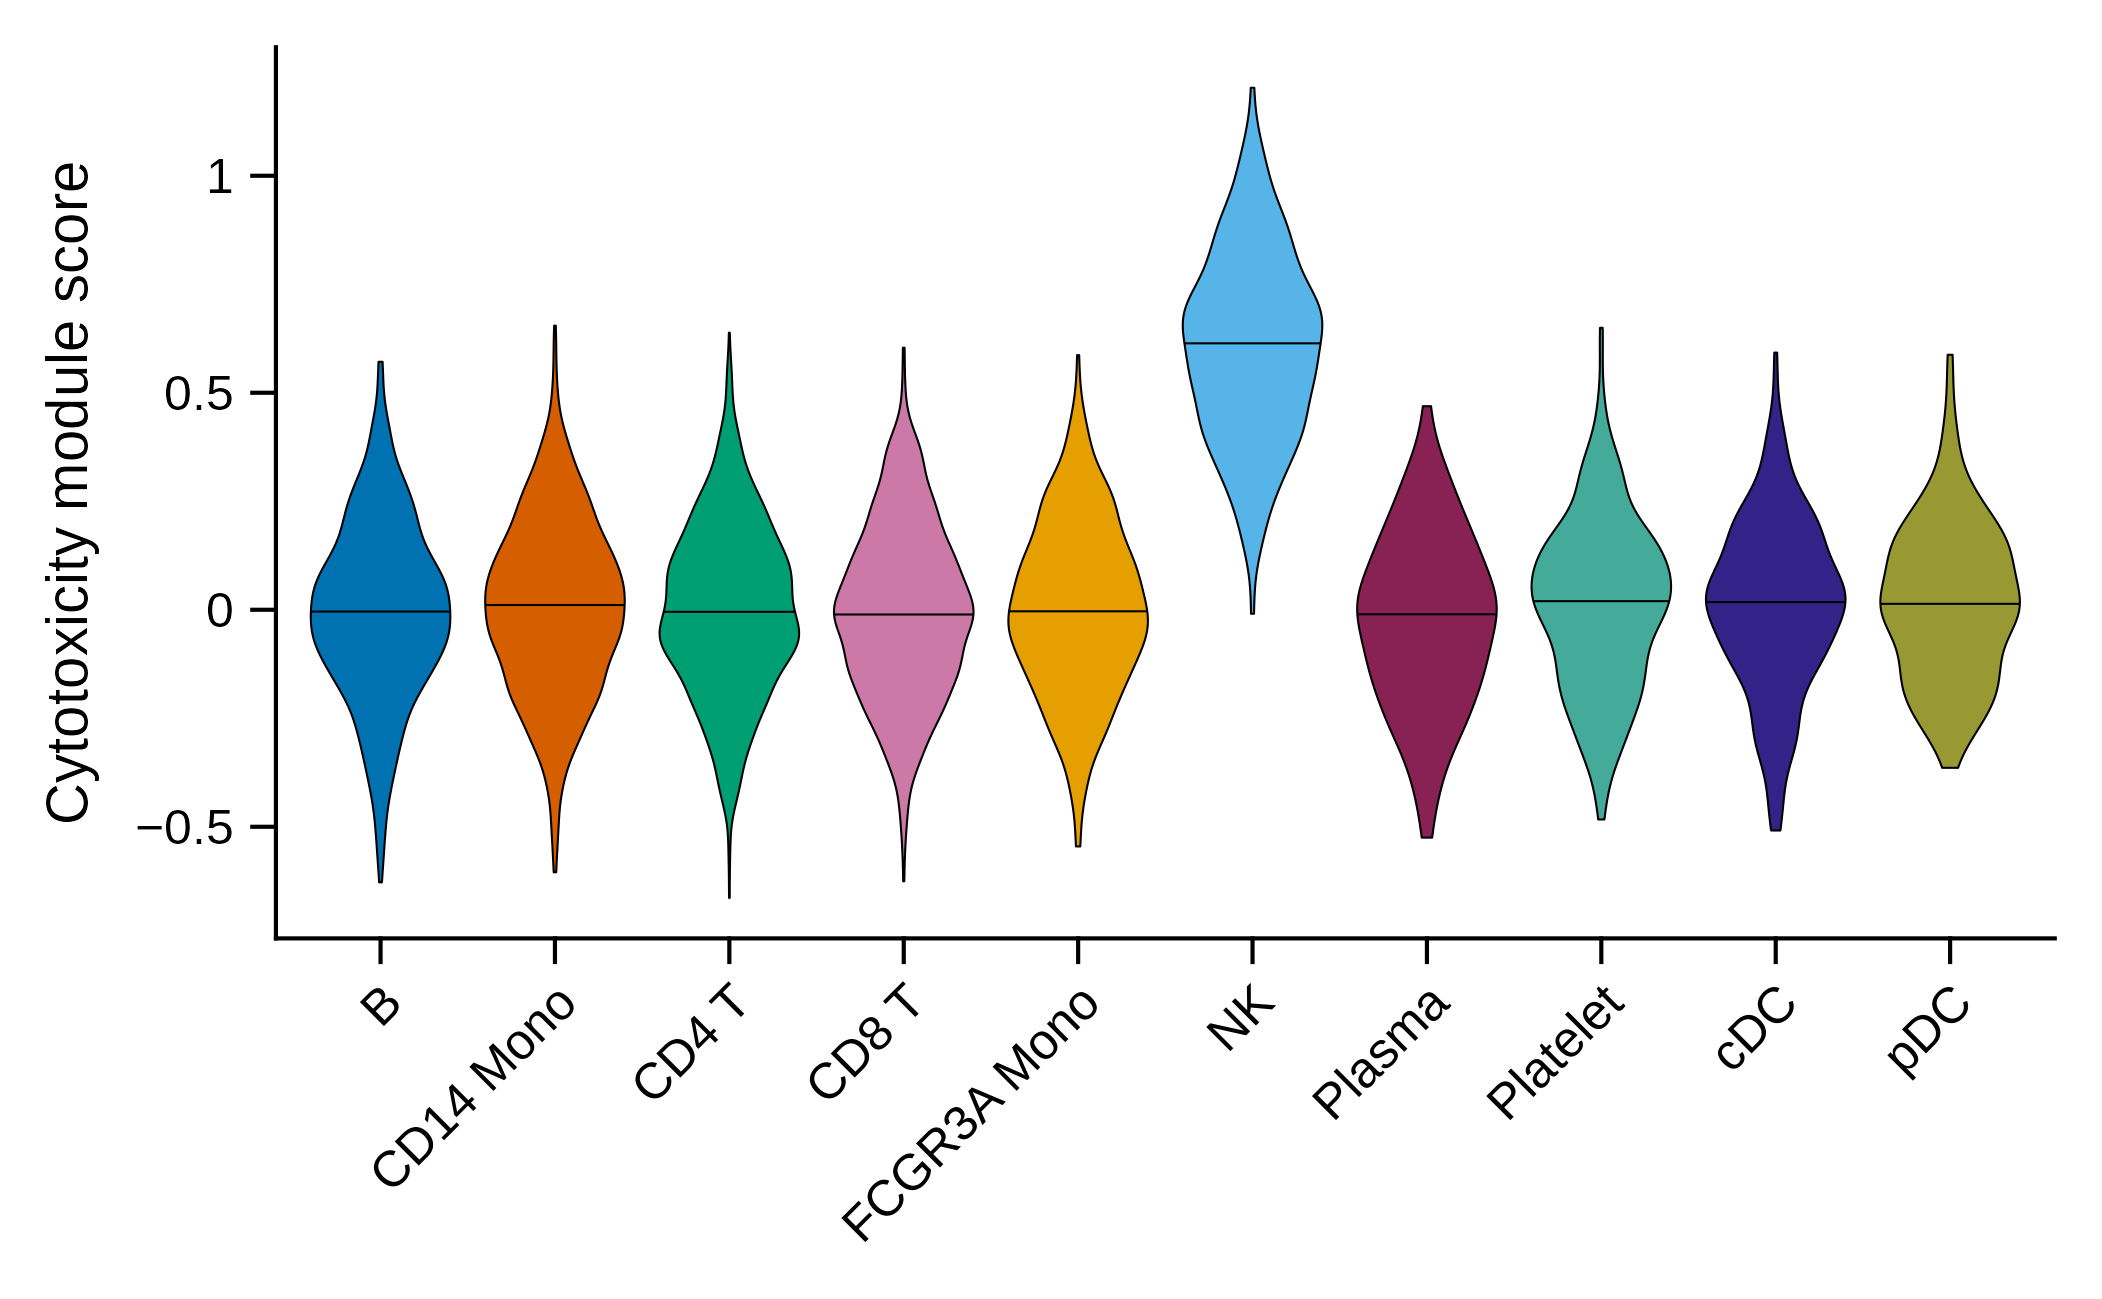 Cytotoxicity module score
1
0.5
0
−0.5
B
CD14 Mono
CD4 T
CD8 T
FCGR3A Mono
NK
Plasma
Platelet
cDC
pDC